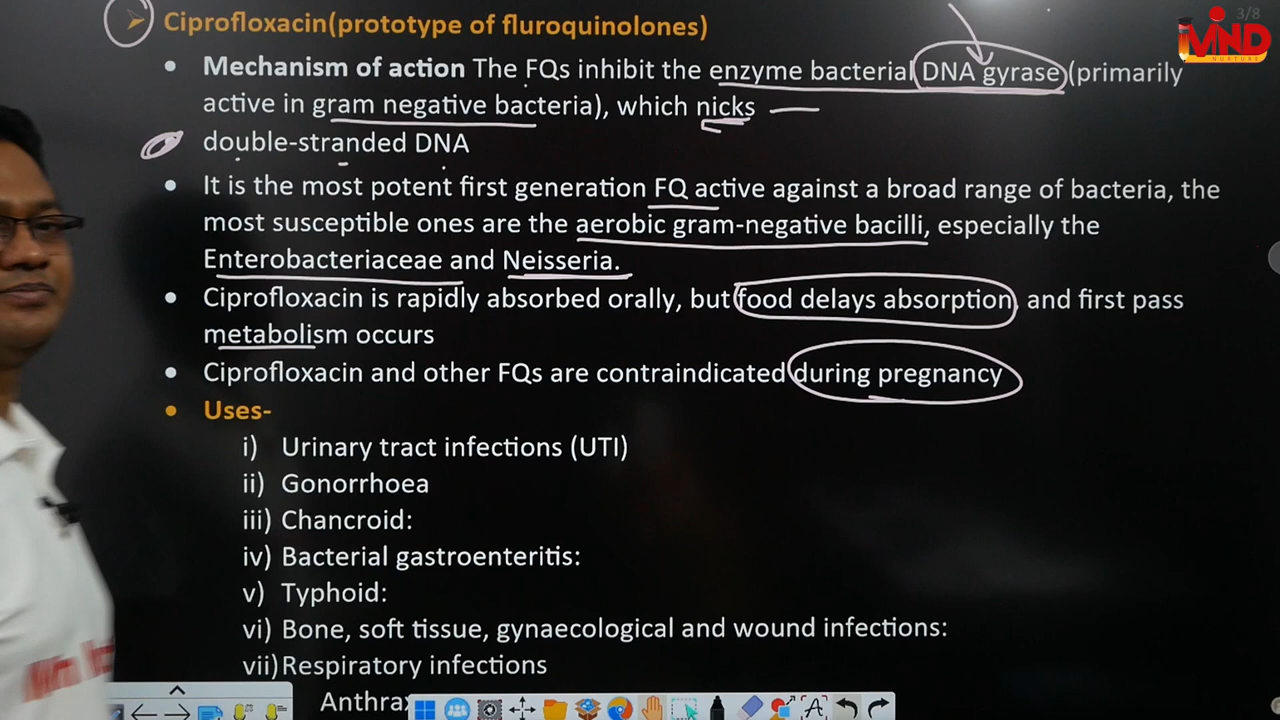 3/8
MIND
NURTURE
Ciprofloxacin(prototype of fluroquinolones)
• Mechanism of action The FQs inhibit the enzyme bacterial DNA gyrase (primarily
active in gram negative bacteria), which nicks
• double-stranded DNA
• It is the most potent first generation FQ active against a broad range of bacteria, the
most susceptible ones are the aerobic gram-negative bacilli, especially the
Enterobacteriaceae and Neisseria.
• Ciprofloxacin is rapidly absorbed orally, but food delays absorption, and first pass
metabolism occurs
• Ciprofloxacin and other FQs are contraindicated during pregnancy
• Uses-
i) Urinary tract infections (UTI)
ii) Gonorrhoea
iii) Chancroid:
iv) Bacterial gastroenteritis:
v) Typhoid:
vi) Bone, soft tissue, gynaecological and wound infections:
vii) Respiratory infections
Anthrax